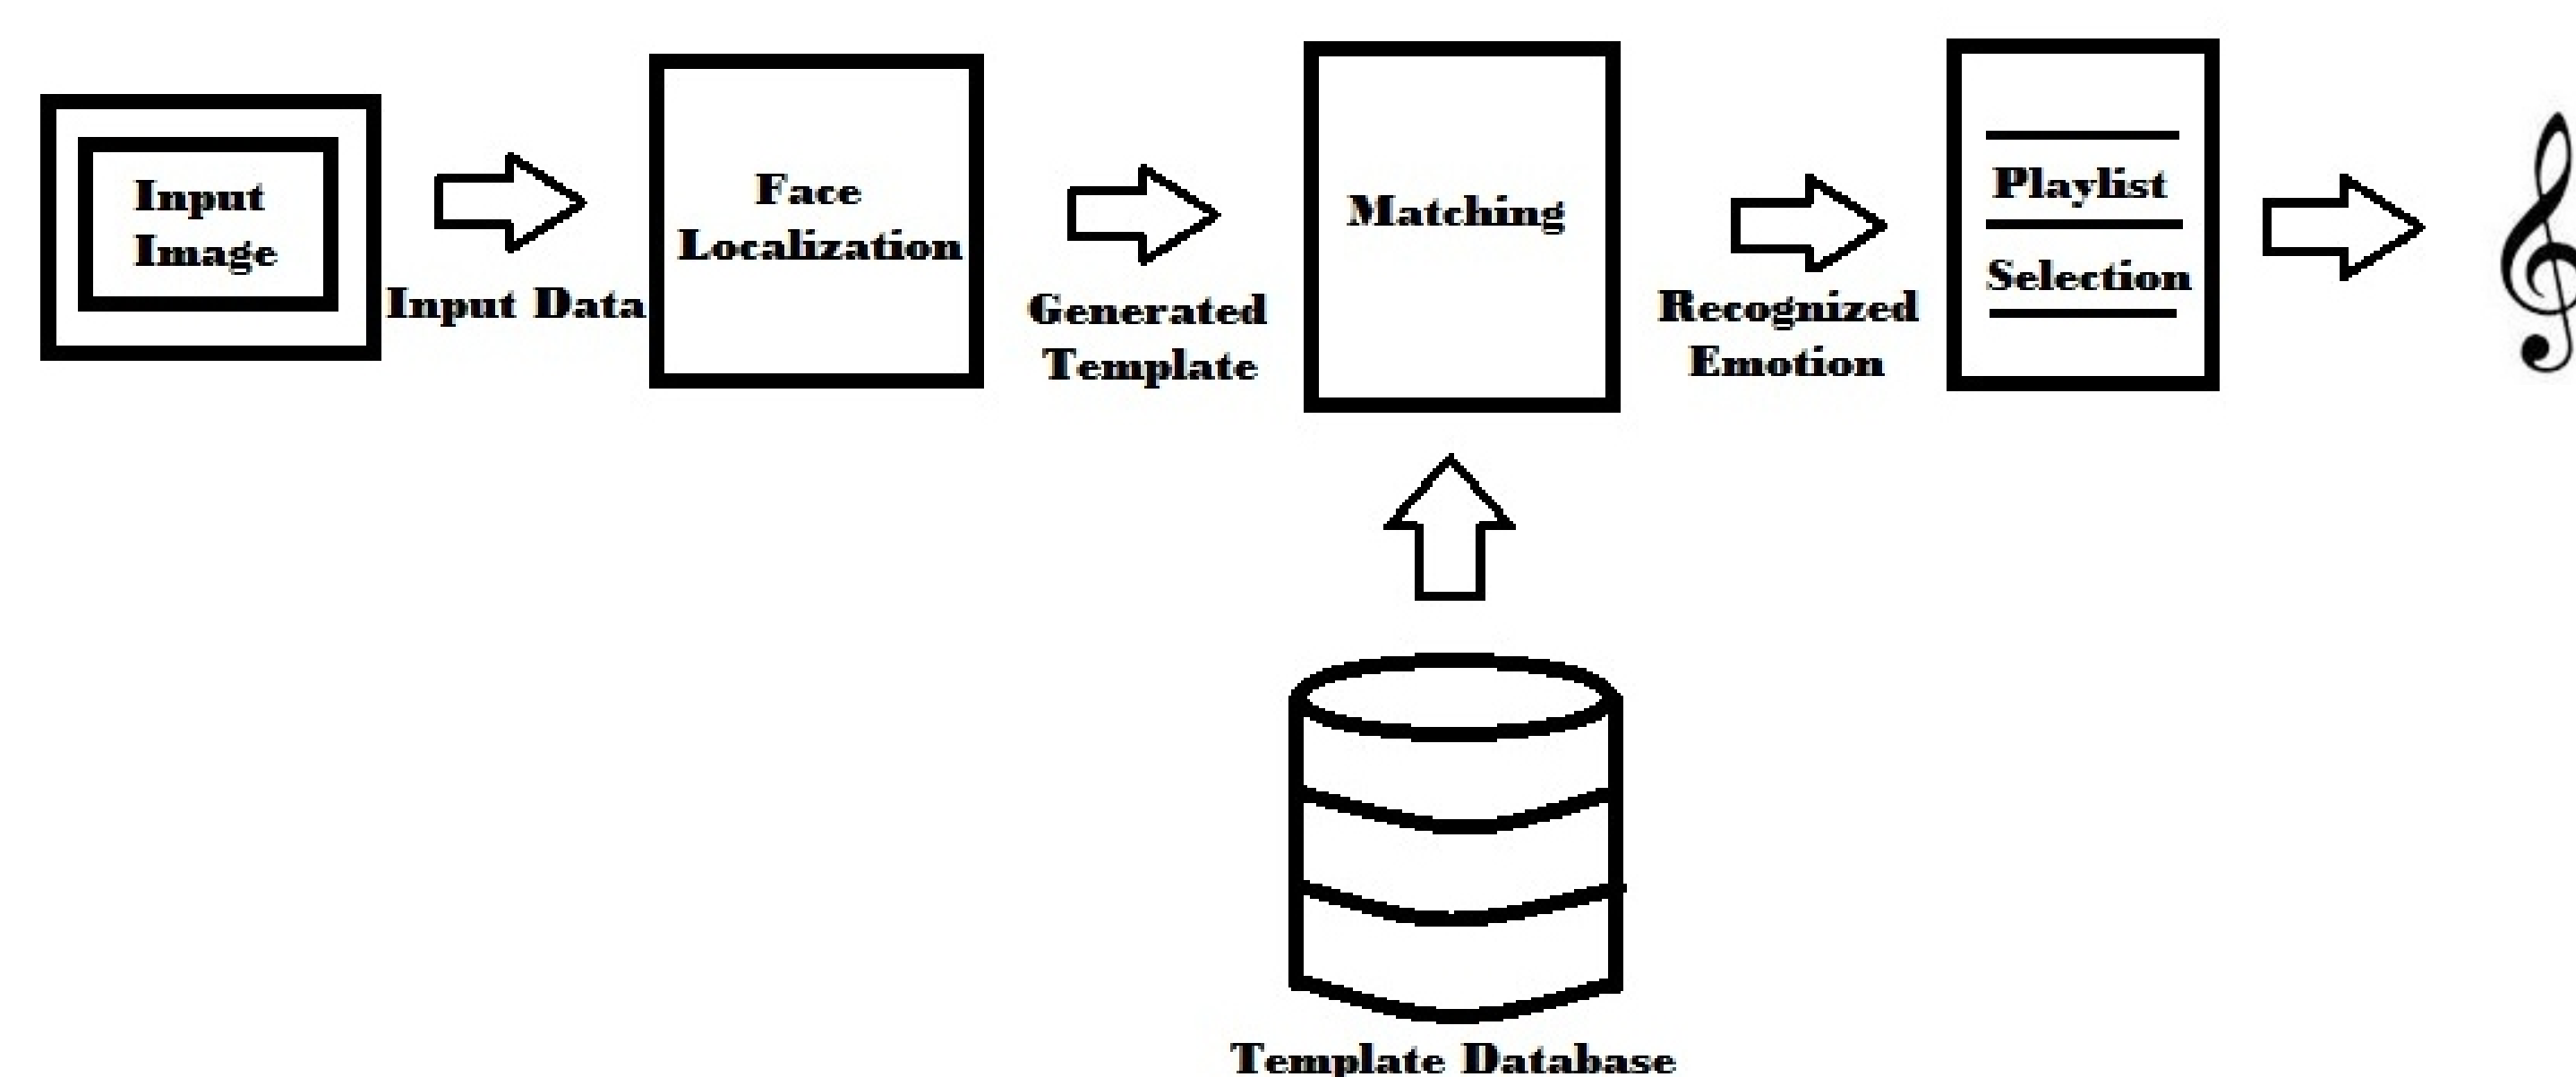 Input
Image
Input Data
Face
Localization
Generated
Template
Matching
Recognized
Emotion
Playlist
Selection
Template Database